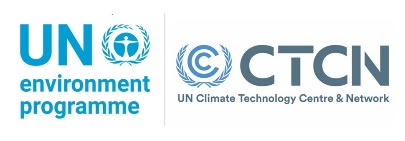 UN
environment
programme
CTCN
UN Climate Technology Centre & Network